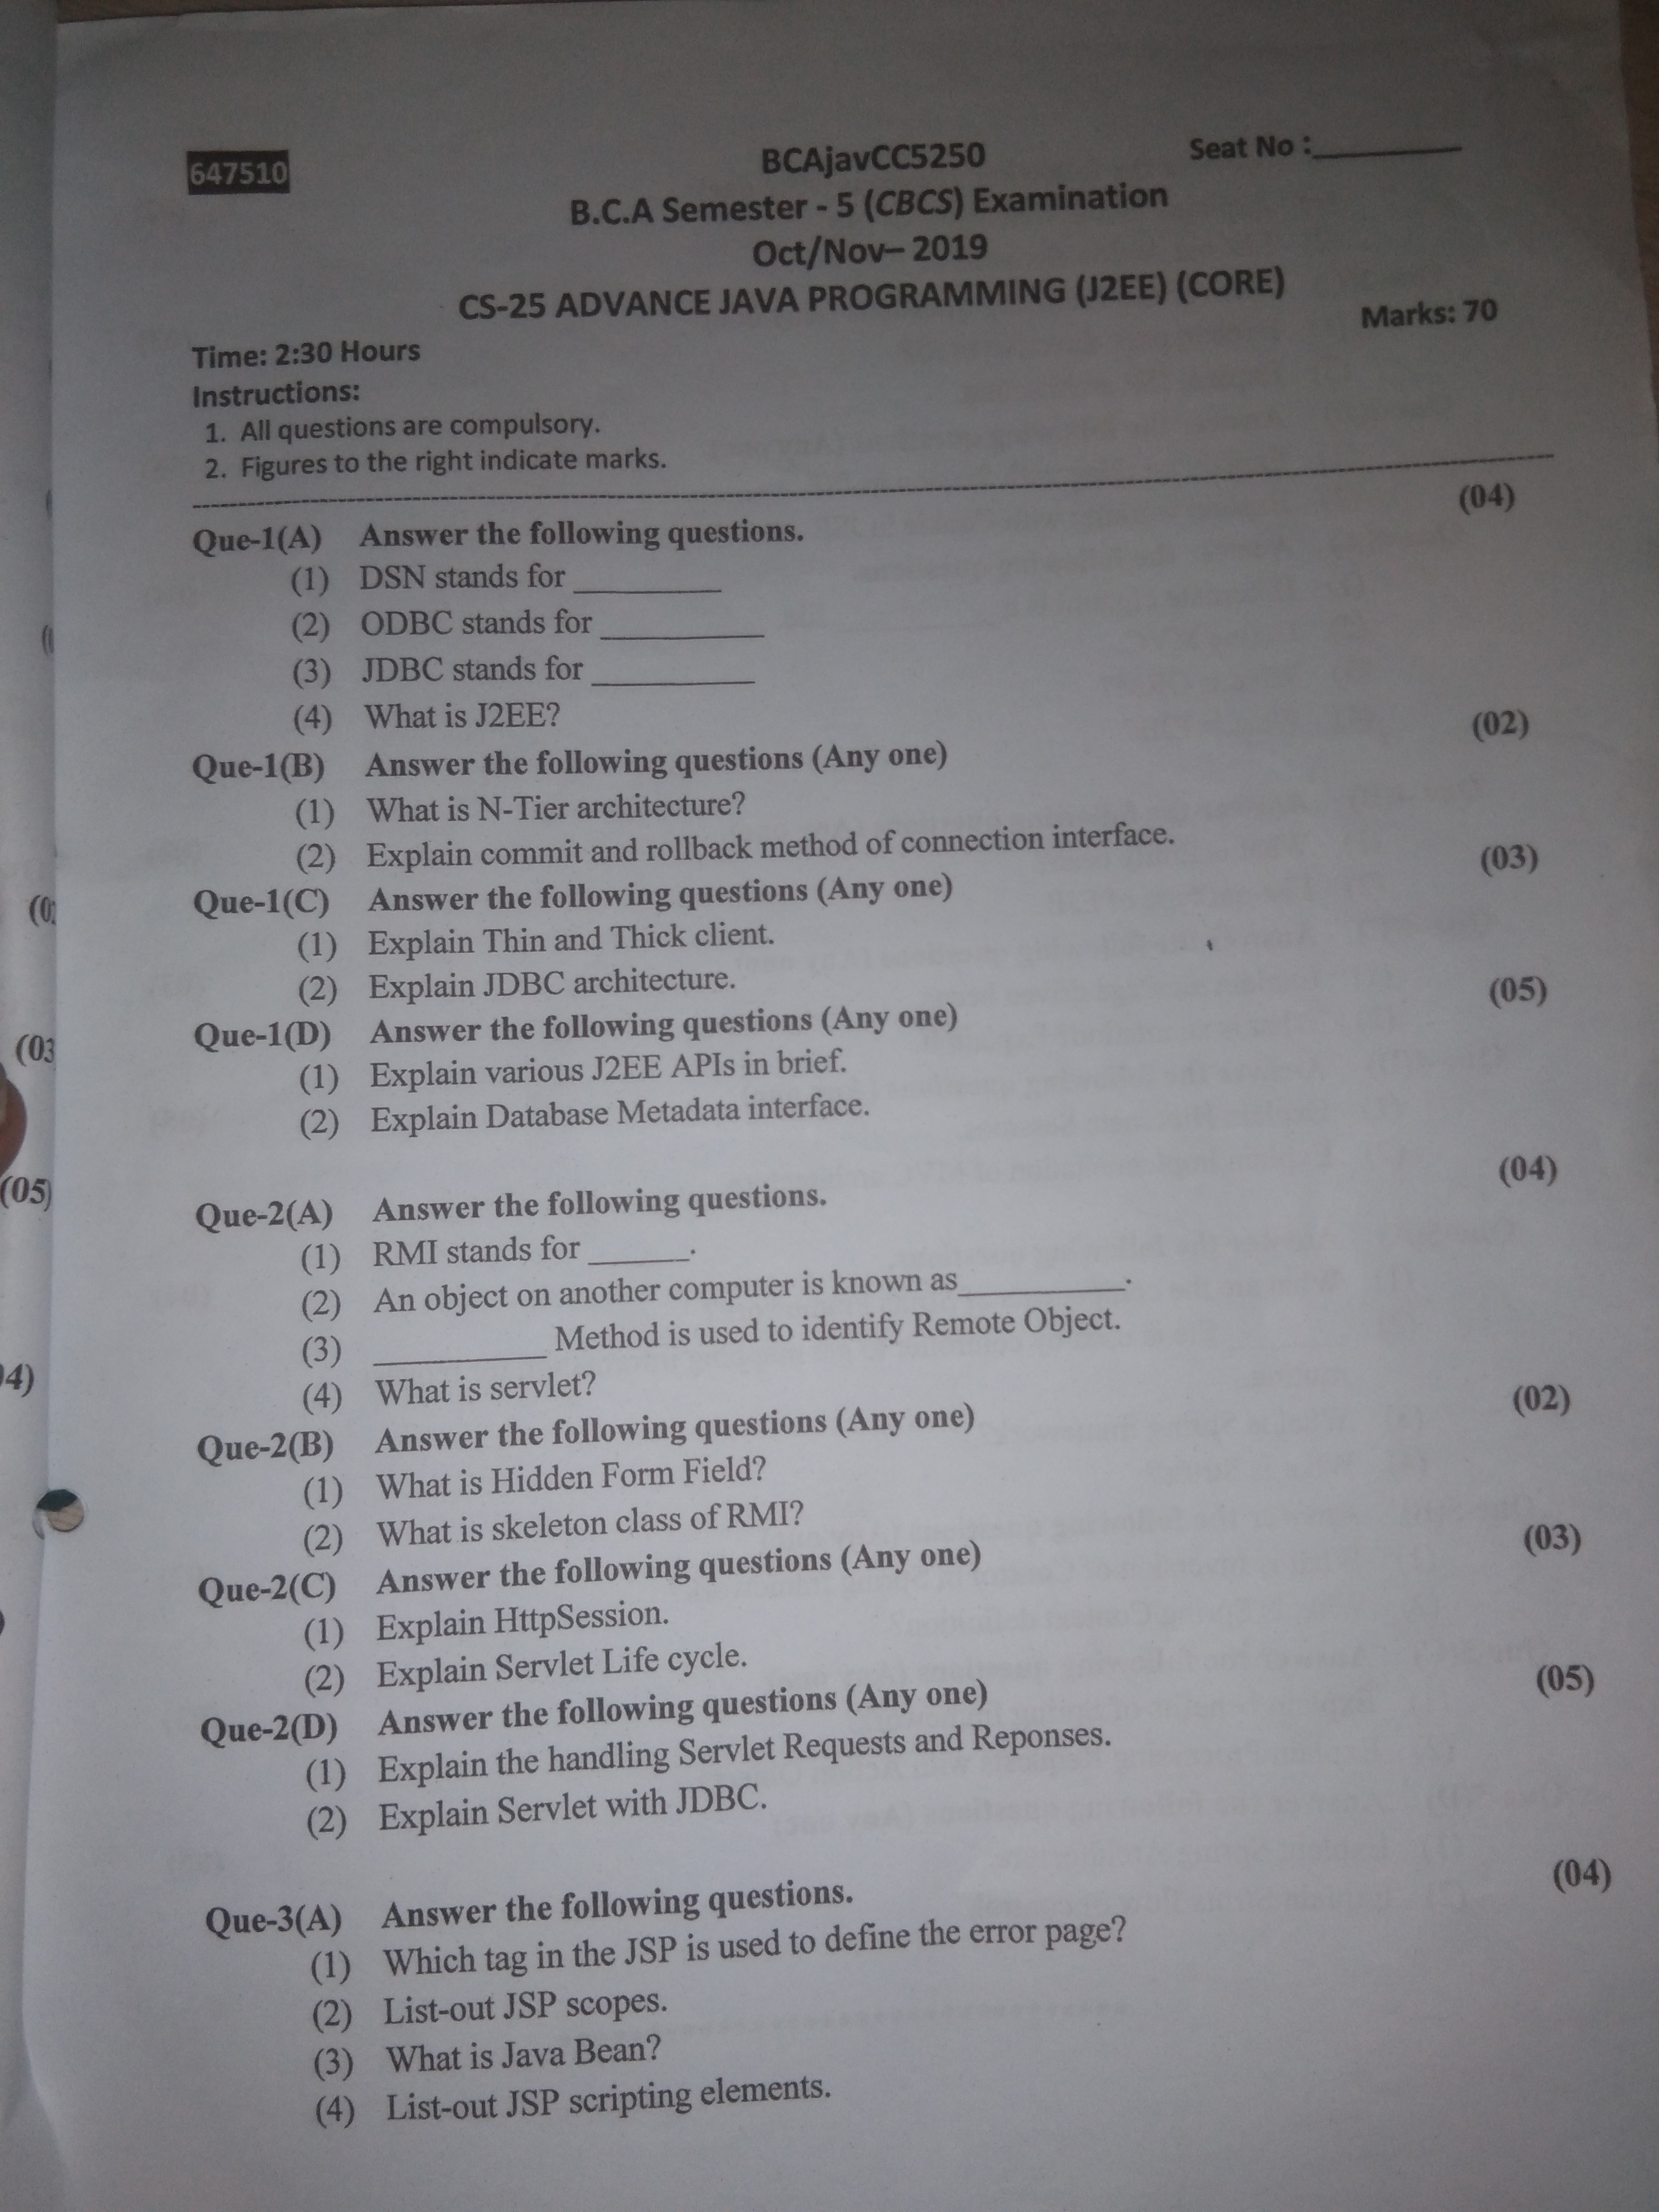 647510
BCAjavCC5250
Seat No :__________
B.C.A Semester - 5 (CBCS) Examination
Oct/Nov– 2019
CS-25 ADVANCE JAVA PROGRAMMING (J2EE) (CORE)
Marks: 70
Time: 2:30 Hours
Instructions:
1. All questions are compulsory.
2. Figures to the right indicate marks.
Que-1(A) Answer the following questions. (04)
(1) DSN stands for _________
(2) ODBC stands for __________
(3) JDBC stands for __________
(4) What is J2EE?
Que-1(B) Answer the following questions (Any one) (02)
(1) What is N-Tier architecture?
(2) Explain commit and rollback method of connection interface.
Que-1(C) Answer the following questions (Any one) (03)
(1) Explain Thin and Thick client.
(2) Explain JDBC architecture.
Que-1(D) Answer the following questions (Any one) (05)
(1) Explain various J2EE APIs in brief.
(2) Explain Database Metadata interface.
Que-2(A) Answer the following questions. (04)
(1) RMI stands for ______.
(2) An object on another computer is known as__________.
(3) __________ Method is used to identify Remote Object.
(4) What is servlet?
Que-2(B) Answer the following questions (Any one) (02)
(1) What is Hidden Form Field?
(2) What is skeleton class of RMI?
Que-2(C) Answer the following questions (Any one) (03)
(1) Explain HttpSession.
(2) Explain Servlet Life cycle.
Que-2(D) Answer the following questions (Any one) (05)
(1) Explain the handling Servlet Requests and Reponses.
(2) Explain Servlet with JDBC.
Que-3(A) Answer the following questions. (04)
(1) Which tag in the JSP is used to define the error page?
(2) List-out JSP scopes.
(3) What is Java Bean?
(4) List-out JSP scripting elements.
(03
(05)
4)